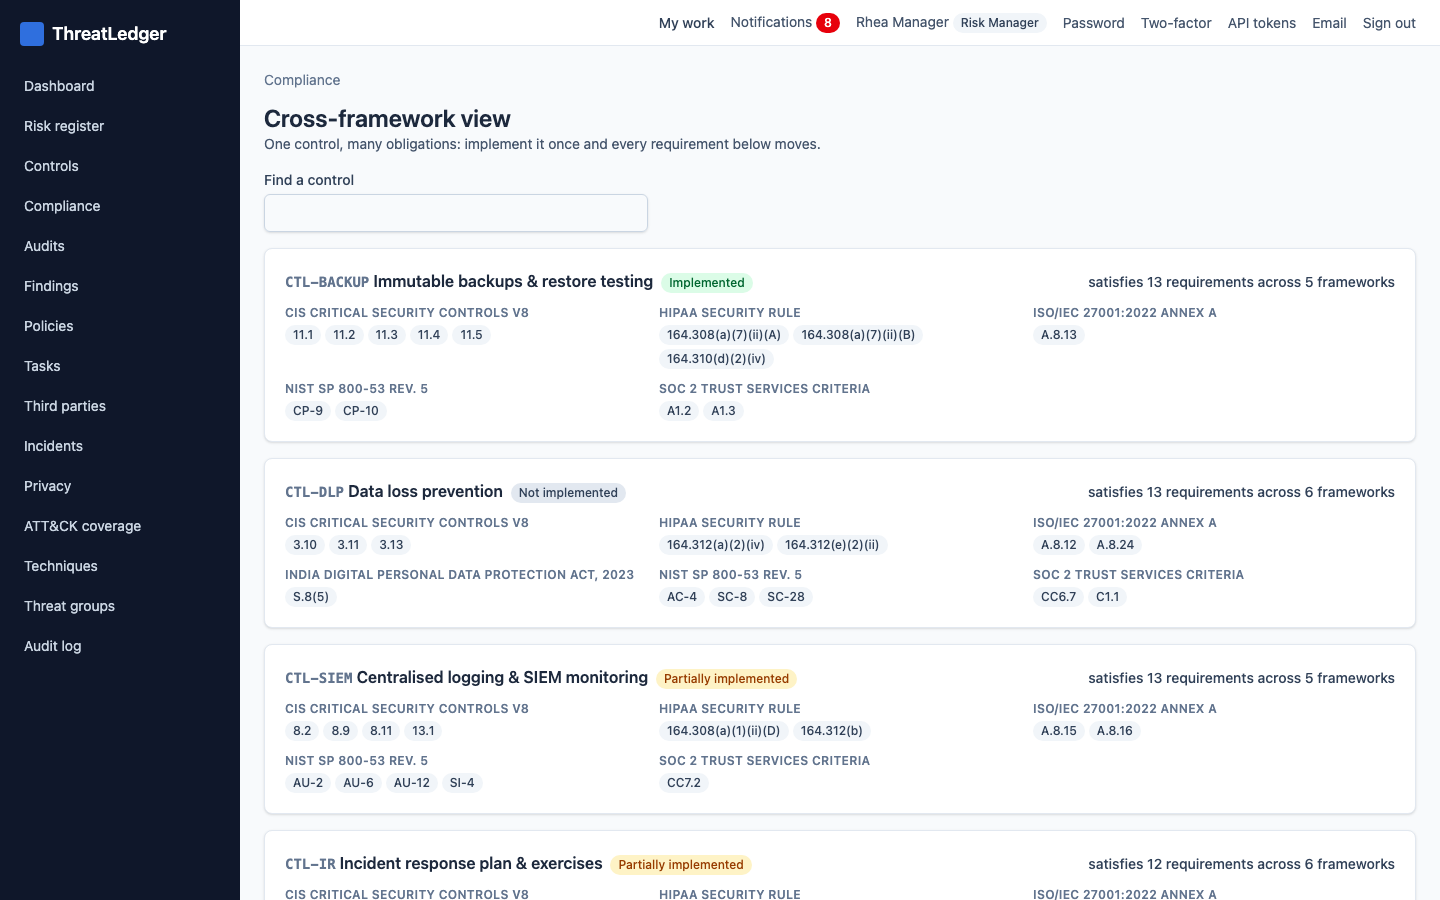 ThreatLedger
Dashboard
Risk register
Controls
Compliance
Audits
Findings
Policies
Tasks
Third parties
Incidents
Privacy
ATT&CK coverage
Techniques
Threat groups
Audit log
My work Notifications 8 Rhea Manager Risk Manager Password Two-factor API tokens Email Sign out
Compliance
Cross-framework view
One control, many obligations: implement it once and every requirement below moves.
Find a control
CTL-BACKUP Immutable backups & restore testing Implemented satisfies 13 requirements across 5 frameworks
CIS CRITICAL SECURITY CONTROLS V8
11.1 11.2 11.3 11.4 11.5
HIPAA SECURITY RULE
164.308(a)(7)(ii)(A) 164.308(a)(7)(ii)(B)
164.310(d)(2)(iv)
ISO/IEC 27001:2022 ANNEX A
A.8.13
NIST SP 800-53 REV. 5
CP-9 CP-10
SOC 2 TRUST SERVICES CRITERIA
A1.2 A1.3
CTL-DLP Data loss prevention Not implemented satisfies 13 requirements across 6 frameworks
CIS CRITICAL SECURITY CONTROLS V8
3.10 3.11 3.13
HIPAA SECURITY RULE
164.312(a)(2)(iv) 164.312(e)(2)(ii)
ISO/IEC 27001:2022 ANNEX A
A.8.12 A.8.24
INDIA DIGITAL PERSONAL DATA PROTECTION ACT, 2023
S.8(5)
NIST SP 800-53 REV. 5
AC-4 SC-8 SC-28
SOC 2 TRUST SERVICES CRITERIA
CC6.7 C1.1
CTL-SIEM Centralised logging & SIEM monitoring Partially implemented satisfies 13 requirements across 5 frameworks
CIS CRITICAL SECURITY CONTROLS V8
8.2 8.9 8.11 13.1
HIPAA SECURITY RULE
164.308(a)(1)(ii)(D) 164.312(b)
ISO/IEC 27001:2022 ANNEX A
A.8.15 A.8.16
NIST SP 800-53 REV. 5
AU-2 AU-6 AU-12 SI-4
SOC 2 TRUST SERVICES CRITERIA
CC7.2
CTL-IR Incident response plan & exercises Partially implemented satisfies 12 requirements across 6 frameworks
CIS CRITICAL SECURITY CONTROLS V8
HIPAA SECURITY RULE
ISO/IEC 27001:2022 ANNEX A